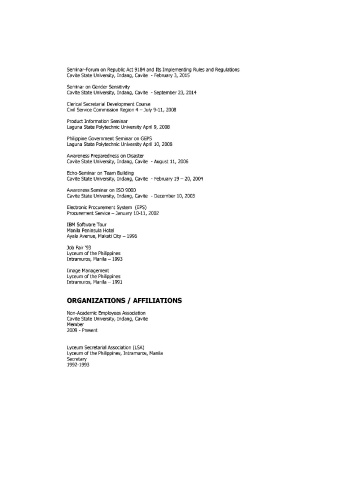 Seminar-Forum on Republic Act 9184 and its Implementing Rules and Regulations
Cavite State University, Indang, Cavite - February 3, 2015
Seminar on Gender Sensitivity
Cavite State University, Indang, Cavite - September 23, 2014
Clerical Secretarial Development Course
Civil Service Commission Region 4 – July 9-11, 2008
Product Information Seminar
Laguna State Polytechnic University April 9, 2008
Philippine Government Seminar on GEPS
Laguna State Polytechnic University April 10, 2008
Awareness Preparedness on Disaster
Cavite State University, Indang, Cavite - August 11, 2006
Echo-Seminar on Team Building
Cavite State University, Indang, Cavite - February 19 – 20, 2004
Awareness Seminar on ISO 9003
Cavite State University, Indang, Cavite - December 10, 2003
Electronic Procurement System (EPS)
Procurement Service – January 10-11, 2002
IBM Software Tour
Manila Peninsula Hotel
Ayala Avenue, Makati City – 1996
Job Fair '93
Lyceum of the Philippines
Intramuros, Manila – 1993
Image Management
Lyceum of the Philippines
Intramuros, Manila – 1991
ORGANIZATIONS / AFFILIATIONS
Non-Academic Employees Association
Cavite State University, Indang, Cavite
Member
2009 - Present
Lyceum Secretarial Association (LSA)
Lyceum of the Philippines, Intramuros, Manila
Secretary
1992-1993